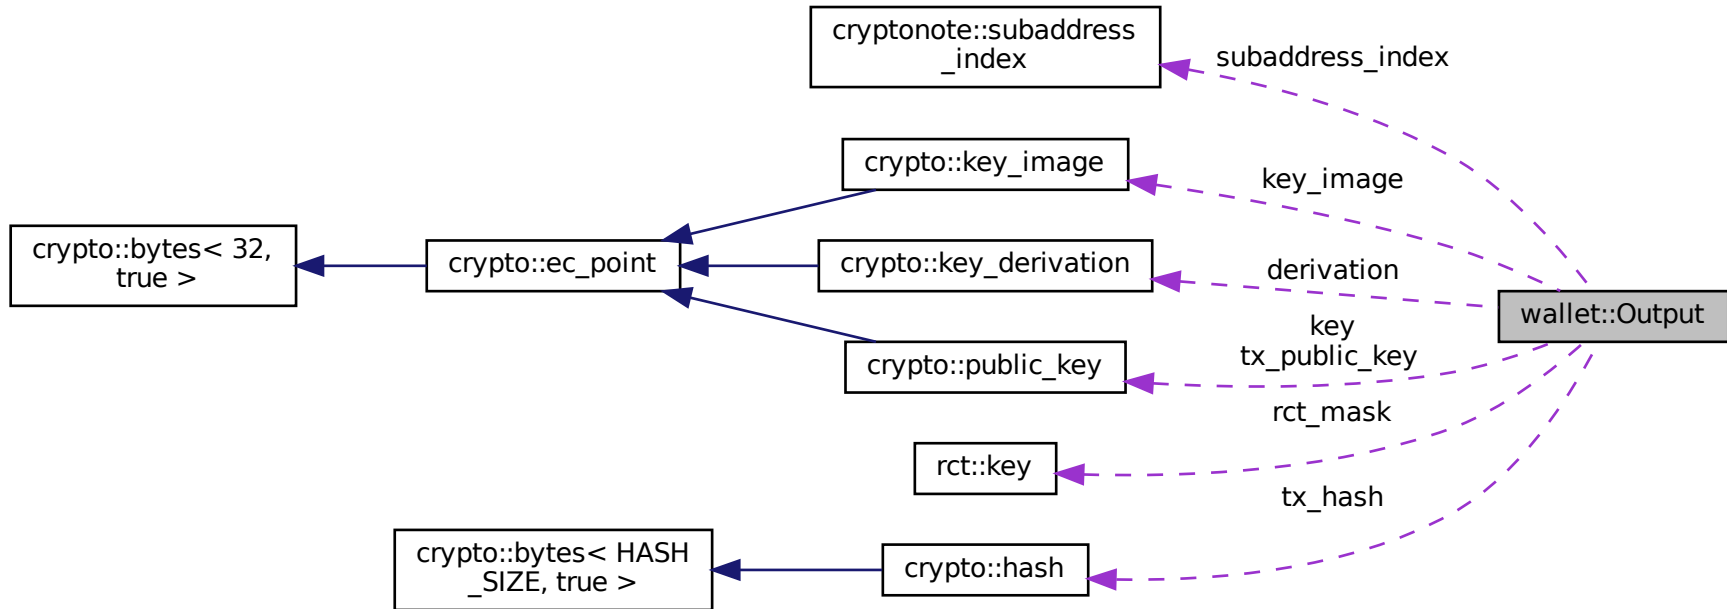 cryptonote::subaddress
_index
subaddress_index
crypto::key_image
key_image
crypto::bytes< 32,
true >
crypto::ec_point
crypto::key_derivation
derivation
wallet::Output
key
tx_public_key
crypto::public_key
rct_mask
rct::key
tx_hash
crypto::bytes< HASH
_SIZE, true >
crypto::hash